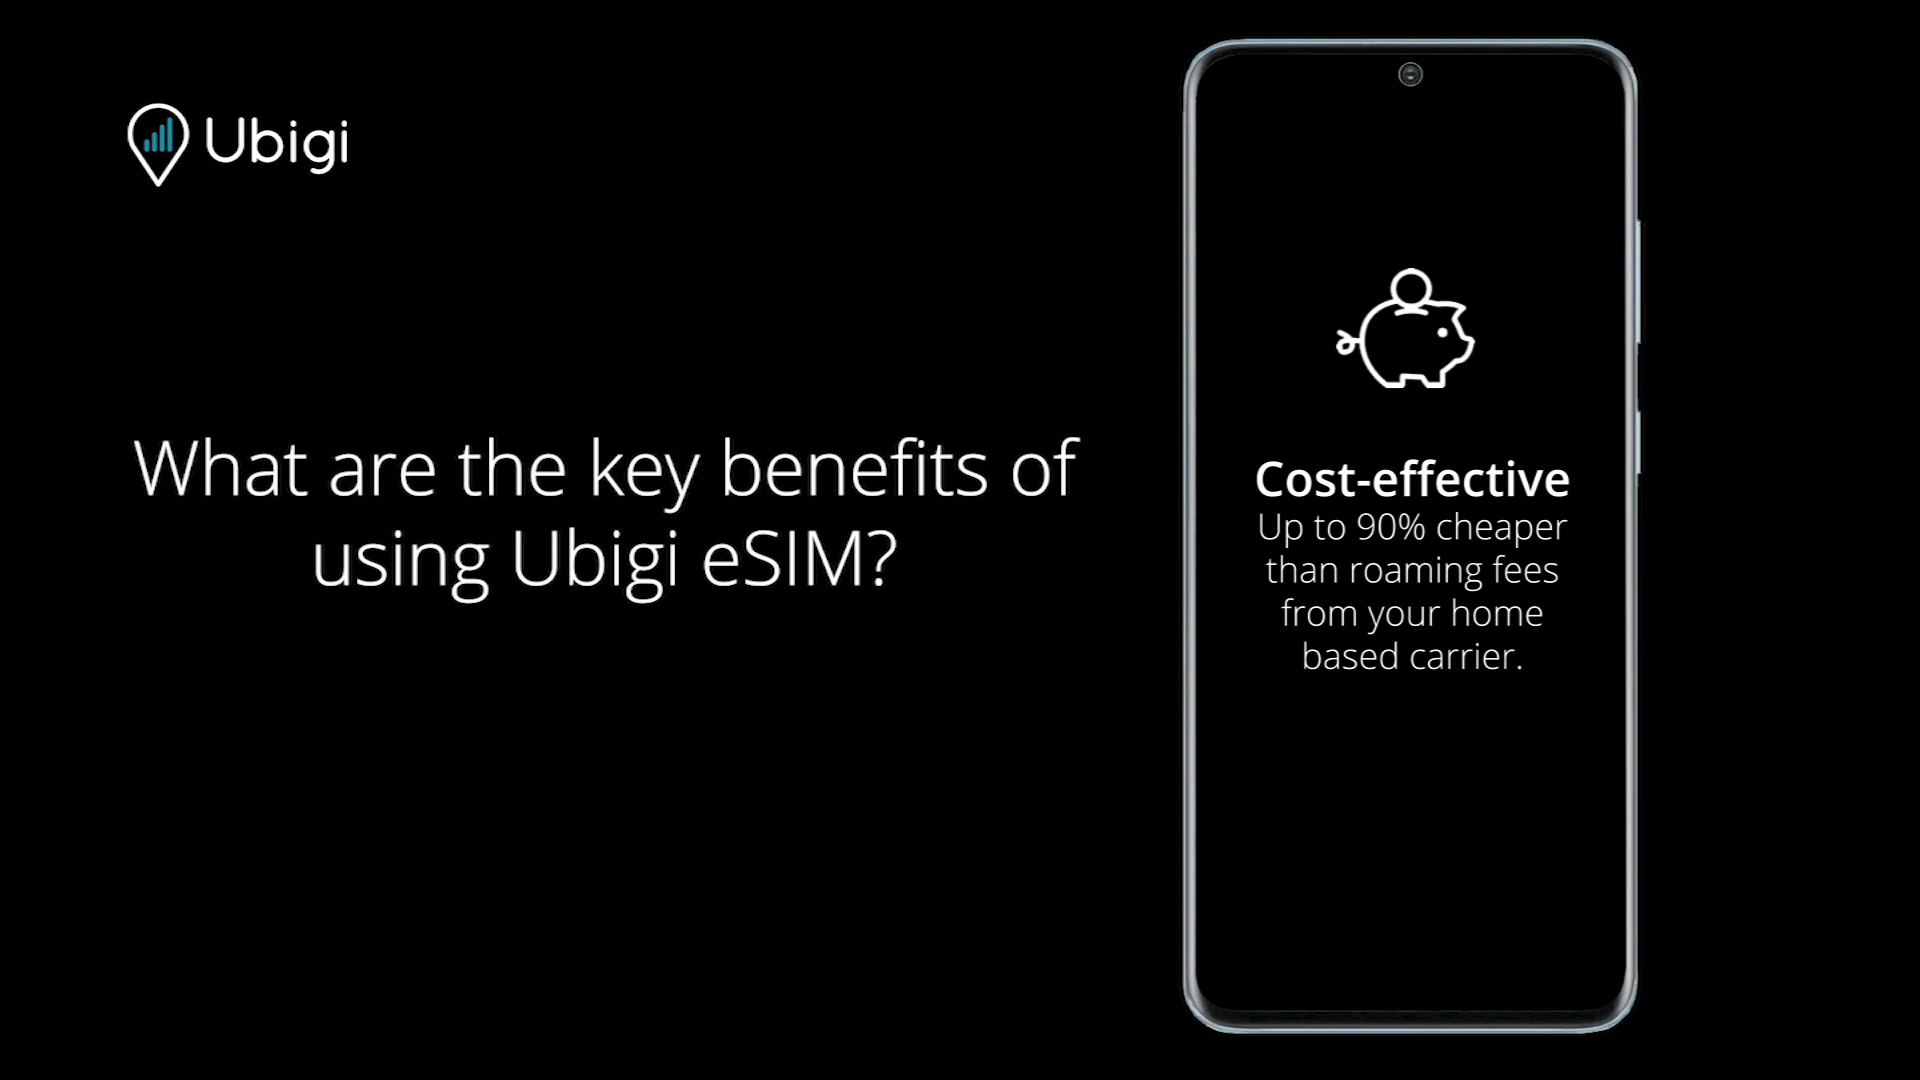 Ubigi
What are the key benefits of
using Ubigi eSIM?
Cost-effective
Up to 90% cheaper
than roaming fees
from your home
based carrier.